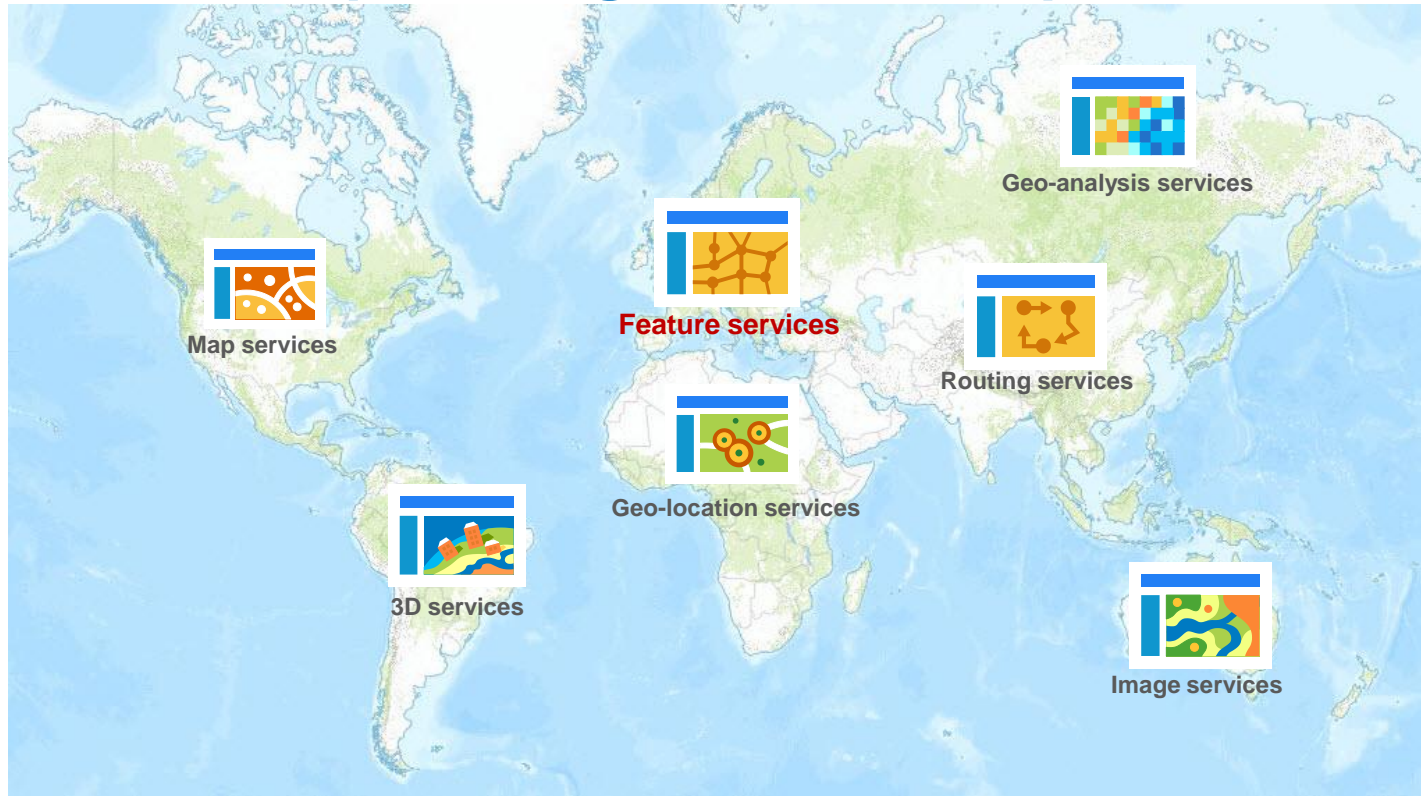 Geo-analysis services
Feature services
Map services
Routing services
Geo-location services
3D services
Image services